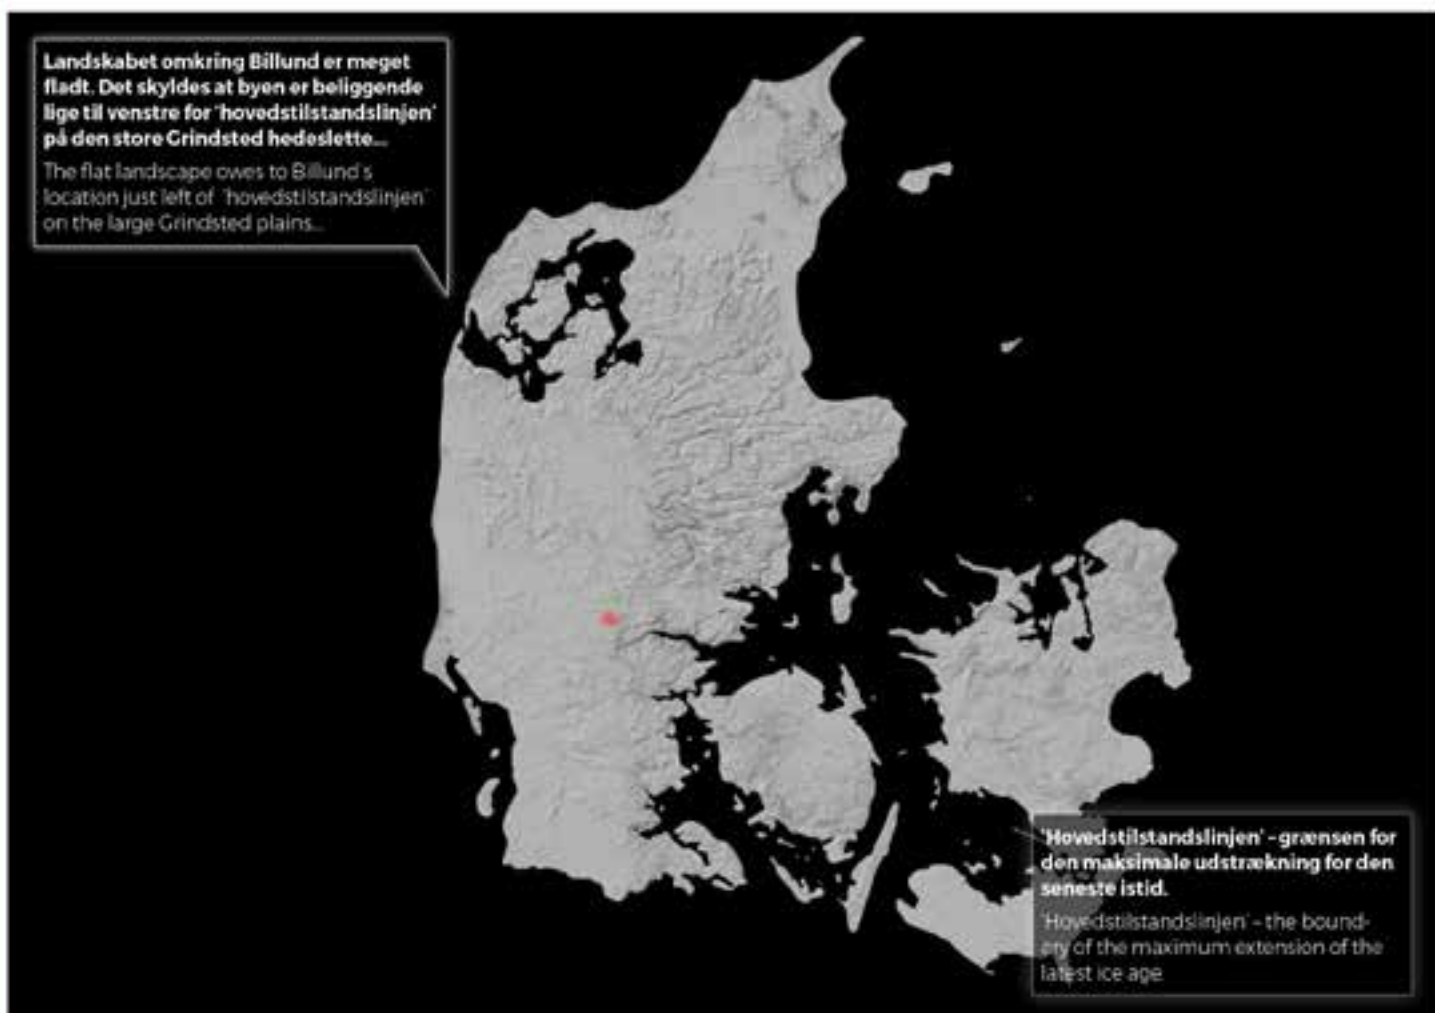 Landskabet omkring Billund er meget
fladt. Det skyldes at byen er beliggende
lige til venstre for 'hovedstilstandslinjen'
på den store Grindsted hedeslette...
The flat landscape owes to Billund's
location just left of 'hovedstilstandslinjen'
on the large Grindsted plains...
'Hovedstilstandslinjen' - grænsen for
den maksimale udstrækning for den
seneste istid.
'Hovedstilstandslinjen' - the bound-
ery of the maximum extension of the
latest ice age